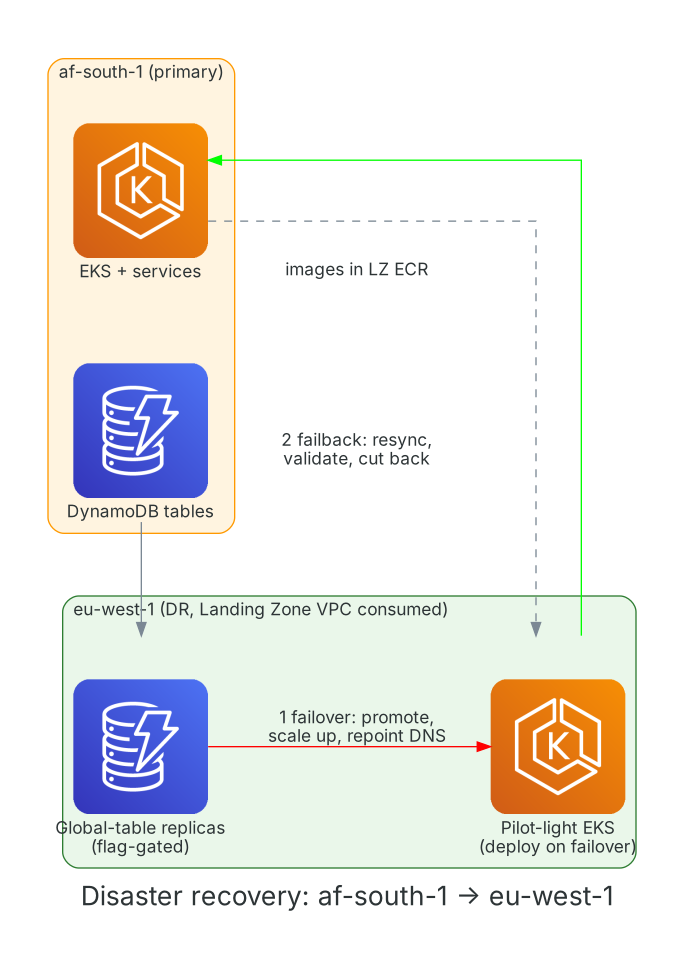 af-south-1 (primary)
K
EKS + services
images in LZ ECR
2 failback: resync,
validate, cut back
DynamoDB tables
eu-west-1 (DR, Landing Zone VPC consumed)
1 failover: promote,
scale up, repoint DNS
K
Global-table replicas
(flag-gated)
Pilot-light EKS
(deploy on failover)
Disaster recovery: af-south-1 → eu-west-1